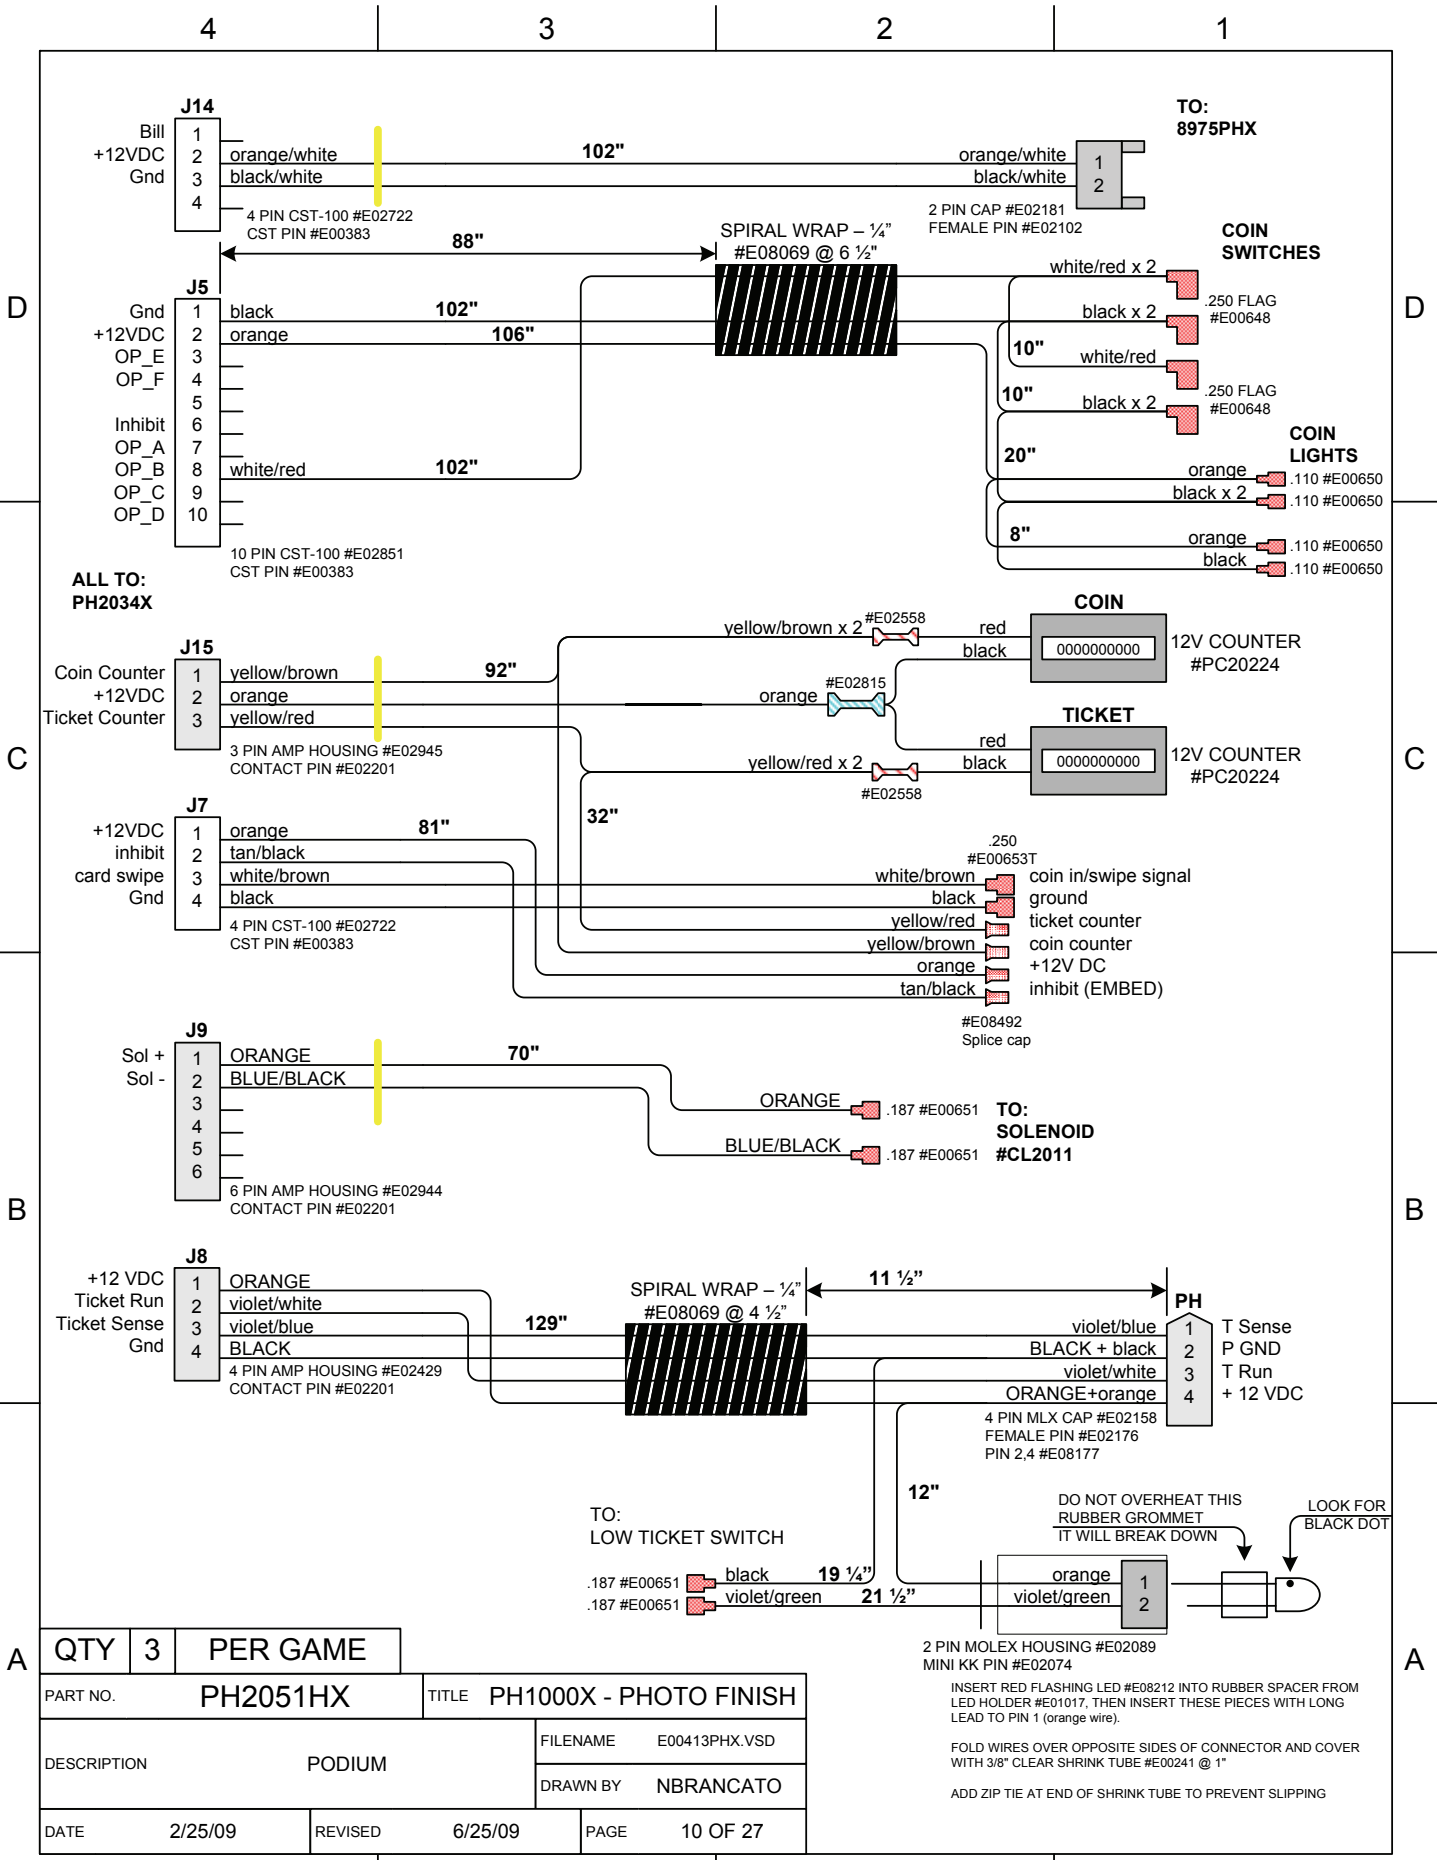 4 3 2 1
J14
Bill 1
+12VDC 2 orange/white 102" orange/white 1
Gnd 3 black/white black/white 2
4
4 PIN CST-100 #E02722
CST PIN #E00383
TO:
8975PHX
2 PIN CAP #E02181
FEMALE PIN #E02102
88"
SPIRAL WRAP – ¼”
#E08069 @ 6 ½"
COIN
SWITCHES
D D
J5
Gnd 1 black 102"
+12VDC 2 orange 106"
OP_E 3
OP_F 4
5
Inhibit 6
OP_A 7
OP_B 8 white/red 102"
OP_C 9
OP_D 10
10 PIN CST-100 #E02851
CST PIN #E00383
white/red x 2
.250 FLAG
#E00648
black x 2
10" white/red
.250 FLAG
#E00648
10" black x 2
COIN
LIGHTS
20"
orange .110 #E00650
black x 2 .110 #E00650
8" orange .110 #E00650
black .110 #E00650
ALL TO:
PH2034X
C C
J15
Coin Counter 1 yellow/brown 92"
+12VDC 2 orange
Ticket Counter 3 yellow/red
3 PIN AMP HOUSING #E02945
CONTACT PIN #E02201
yellow/brown x 2 #E02558 red
black
COIN
0000000000
12V COUNTER
#PC20224
orange #E02815
TICKET
red
0000000000
12V COUNTER
#PC20224
yellow/red x 2 black
#E02558
32"
J7
+12VDC 1 orange 81"
inhibit 2 tan/black
card swipe 3 white/brown
Gnd 4 black
4 PIN CST-100 #E02722
CST PIN #E00383
.250
#E00653T
white/brown coin in/swipe signal
black ground
yellow/red ticket counter
yellow/brown coin counter
orange +12V DC
tan/black inhibit (EMBED)
#E08492
Splice cap
B B
J9
Sol + 1 ORANGE 70"
Sol - 2 BLUE/BLACK
3
4
5
6
6 PIN AMP HOUSING #E02944
CONTACT PIN #E02201
ORANGE .187 #E00651
BLUE/BLACK .187 #E00651
TO:
SOLENOID
#CL2011
J8
+12 VDC 1 ORANGE
Ticket Run 2 violet/white
Ticket Sense 3 violet/blue 129"
Gnd 4 BLACK
4 PIN AMP HOUSING #E02429
CONTACT PIN #E02201
SPIRAL WRAP – ¼”
#E08069 @ 4 ½”
11 ½”
PH
violet/blue 1 T Sense
BLACK + black 2 P GND
violet/white 3 T Run
ORANGE+orange 4 + 12 VDC
4 PIN MLX CAP #E02158
FEMALE PIN #E02176
PIN 2,4 #E08177
12"
TO:
LOW TICKET SWITCH
.187 #E00651 black 19 ¼”
.187 #E00651 violet/green 21 ½”
DO NOT OVERHEAT THIS
RUBBER GROMMET
IT WILL BREAK DOWN
LOOK FOR
BLACK DOT
orange 1
violet/green 2
2 PIN MOLEX HOUSING #E02089
MINI KK PIN #E02074
INSERT RED FLASHING LED #E08212 INTO RUBBER SPACER FROM
LED HOLDER #E01017, THEN INSERT THESE PIECES WITH LONG
LEAD TO PIN 1 (orange wire).
FOLD WIRES OVER OPPOSITE SIDES OF CONNECTOR AND COVER
WITH 3/8" CLEAR SHRINK TUBE #E00241 @ 1"
ADD ZIP TIE AT END OF SHRINK TUBE TO PREVENT SLIPPING
A A
QTY 3 PER GAME
PART NO. PH2051HX TITLE PH1000X - PHOTO FINISH
DESCRIPTION PODIUM
FILENAME E00413PHX.VSD
DRAWN BY NBRANCATO
DATE 2/25/09 REVISED 6/25/09 PAGE 10 OF 27